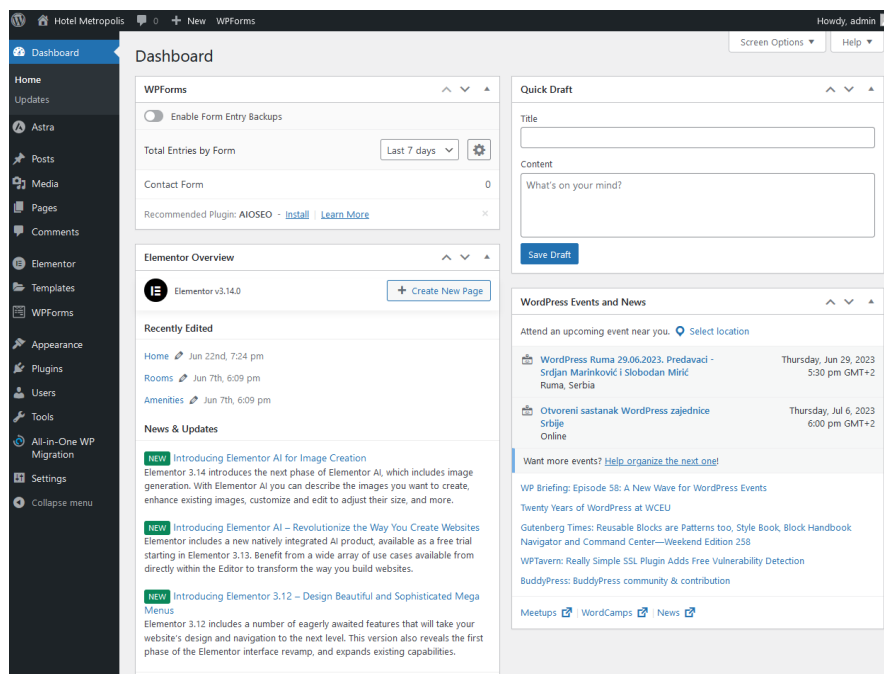 Hotel Metropolis 0 New WPForms Howdy, admin
Dashboard
Home
Updates
Astra
Posts
Media
Pages
Comments
Elementor
Templates
WPForms
Appearance
Plugins
Users
Tools
All-in-One WP
Migration
Settings
Collapse menu
Screen Options ▼ Help ▼
Dashboard
WPForms
Enable Form Entry Backups
Total Entries by Form Last 7 days
Contact Form 0
Recommended Plugin: AIOSEO - Install | Learn More ×
Elementor Overview
Elementor v3.14.0 + Create New Page
Recently Edited
Home Jun 22nd, 7:24 pm
Rooms Jun 7th, 6:09 pm
Amenities Jun 7th, 6:09 pm
News & Updates
NEW Introducing Elementor AI for Image Creation
Elementor 3.14 introduces the next phase of Elementor AI, which includes image
generation. With Elementor AI you can describe the images you want to create,
enhance existing images, customize and edit to adjust their size, and more.
NEW Introducing Elementor AI – Revolutionize the Way You Create Websites
Elementor includes a new natively integrated AI product, available as a free trial
starting in Elementor 3.13. Benefit from a wide array of use cases available from
directly within the Editor to transform the way you build websites.
NEW Introducing Elementor 3.12 – Design Beautiful and Sophisticated Mega
Menus
Elementor 3.12 includes a number of eagerly awaited features that will take your
website's design and navigation to the next level. This version also reveals the first
phase of the Elementor interface revamp, and expands existing capabilities.
Quick Draft
Title
Content
What's on your mind?
Save Draft
WordPress Events and News
Attend an upcoming event near you. Select location
WordPress Ruma 29.06.2023. Predavaci - Thursday, Jun 29, 2023
Srdjan Marinković i Slobodan Mirić 5:30 pm GMT+2
Ruma, Serbia
Otvoreni sastanak WordPress zajednice Thursday, Jul 6, 2023
Srbije 6:00 pm GMT+2
Online
Want more events? Help organize the next one!
WP Briefing: Episode 58: A New Wave for WordPress Events
Twenty Years of WordPress at WCEU
Gutenberg Times: Reusable Blocks are Patterns too, Style Book, Block Handbook
Navigator and Command Center—Weekend Edition 258
WPTavern: Really Simple SSL Plugin Adds Free Vulnerability Detection
BuddyPress: BuddyPress community & contribution
Meetups | WordCamps | News